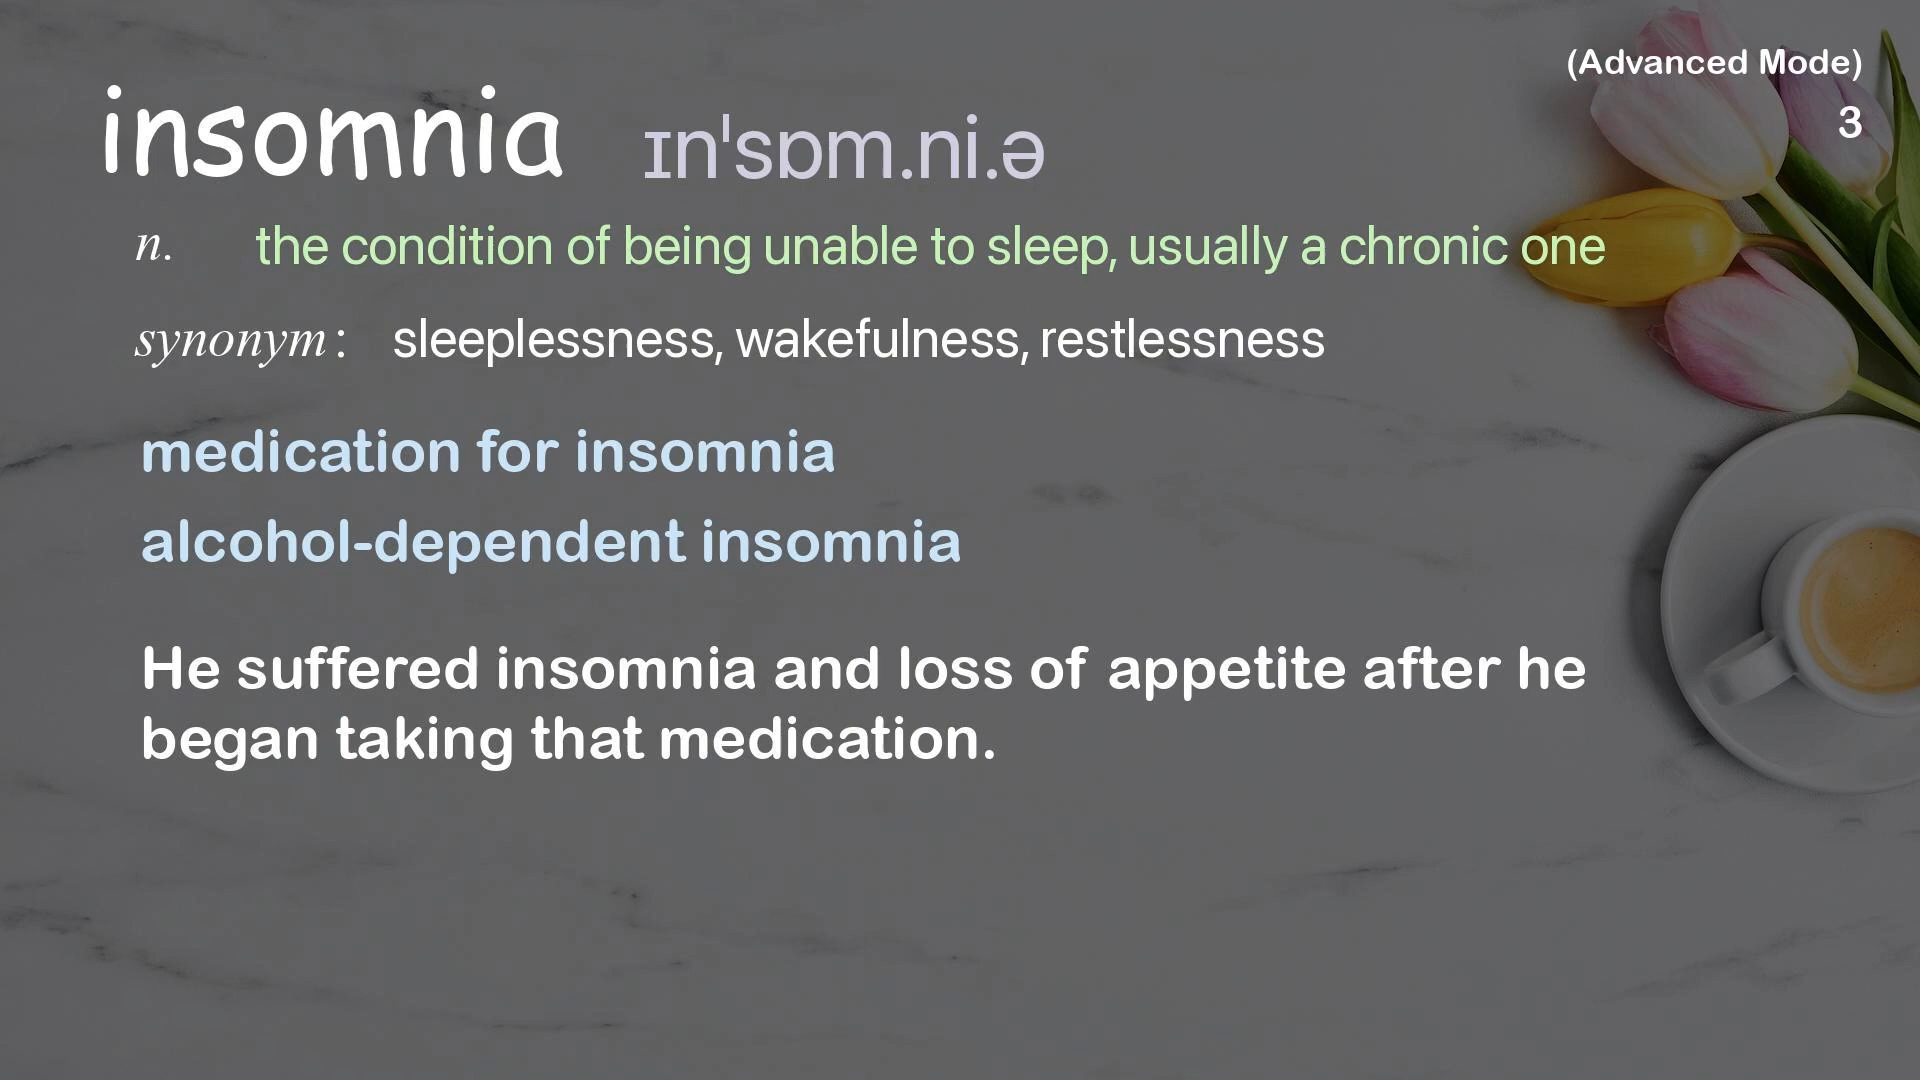 (Advanced Mode)
3
insomnia ɪnˈsɒm.ni.ə
n. the condition of being unable to sleep, usually a chronic one
synonym : sleeplessness, wakefulness, restlessness
medication for insomnia
alcohol-dependent insomnia
He suffered insomnia and loss of appetite after he
began taking that medication.